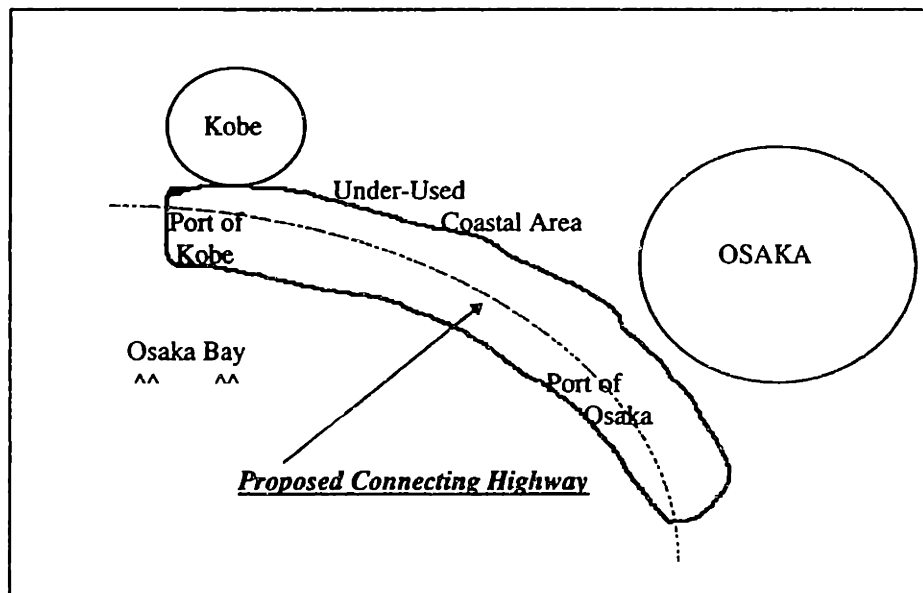 Kobe
Under-Used
Coastal Area
Port of
Kobe
OSAKA
Osaka Bay
^^ ^^
Port of
Osaka
Proposed Connecting Highway